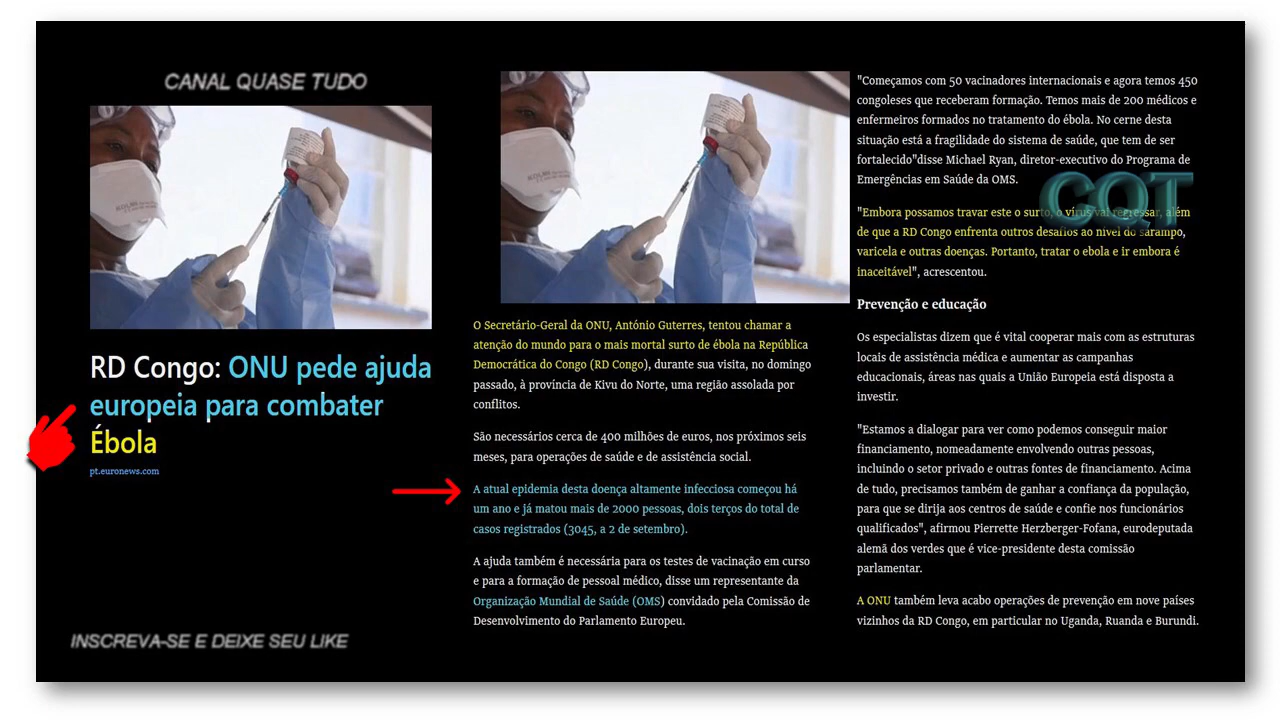 CANAL QUASE TUDO
RD Congo: ONU pede ajuda
europeia para combater
Ébola
pt.euronews.com
INSCREVA-SE E DEIXE SEU LIKE
O Secretário-Geral da ONU, António Guterres, tentou chamar a
atenção do mundo para o mais mortal surto de ébola na República
Democrática do Congo (RD Congo), durante sua visita, no domingo
passado, à província de Kivu do Norte, uma região assolada por
conflitos.
São necessários cerca de 400 milhões de euros, nos próximos seis
meses, para operações de saúde e de assistência social.
A atual epidemia desta doença altamente infecciosa começou há
um ano e já matou mais de 2000 pessoas, dois terços do total de
casos registrados (3045, a 2 de setembro).
A ajuda também é necessária para os testes de vacinação em curso
e para a formação de pessoal médico, disse um representante da
Organização Mundial de Saúde (OMS) convidado pela Comissão de
Desenvolvimento do Parlamento Europeu.
"Começamos com 50 vacinadores internacionais e agora temos 450
congoleses que receberam formação. Temos mais de 200 médicos e
enfermeiros formados no tratamento do ébola. No cerne desta
situação está a fragilidade do sistema de saúde, que tem de ser
fortalecido"disse Michael Ryan, diretor-executivo do Programa de
Emergências em Saúde da OMS.
CQT
"Embora possamos travar este o surto, o vírus vai regressar, além
de que a RD Congo enfrenta outros desafios ao nível do sarampo,
varicela e outras doenças. Portanto, tratar o ebola e ir embora é
inaceitável", acrescentou.
Prevenção e educação
Os especialistas dizem que é vital cooperar mais com as estruturas
locais de assistência médica e aumentar as campanhas
educacionais, áreas nas quais a União Europeia está disposta a
investir.
"Estamos a dialogar para ver como podemos conseguir maior
financiamento, nomeadamente envolvendo outras pessoas,
incluindo o setor privado e outras fontes de financiamento. Acima
de tudo, precisamos também de ganhar a confiança da população,
para que se dirija aos centros de saúde e confie nos funcionários
qualificados", afirmou Pierrette Herzberger-Fofana, eurodeputada
alemã dos verdes que é vice-presidente desta comissão
parlamentar.
A ONU também leva acabo operações de prevenção em nove países
vizinhos da RD Congo, em particular no Uganda, Ruanda e Burundi.